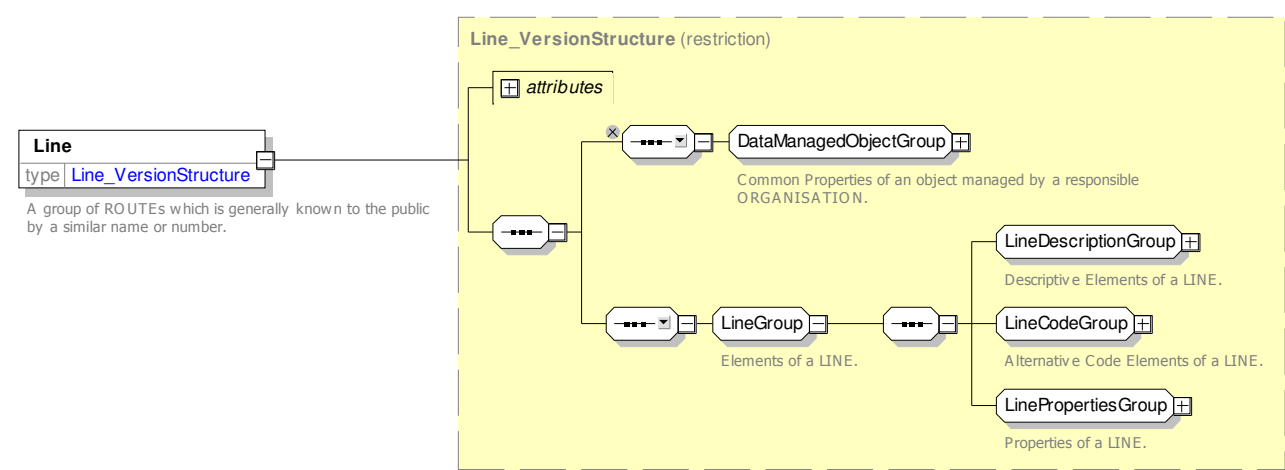 Line_VersionStructure (restriction)
attributes
Line
type Line_VersionStructure
A group of ROUTEs which is generally known to the public
by a similar name or number.
DataManagedObjectGroup
Common Properties of an object managed by a responsible
ORGANISATION.
LineDescriptionGroup
Descriptive Elements of a LINE.
LineGroup
Elements of a LINE.
LineCodeGroup
Alternative Code Elements of a LINE.
LinePropertiesGroup
Properties of a LINE.